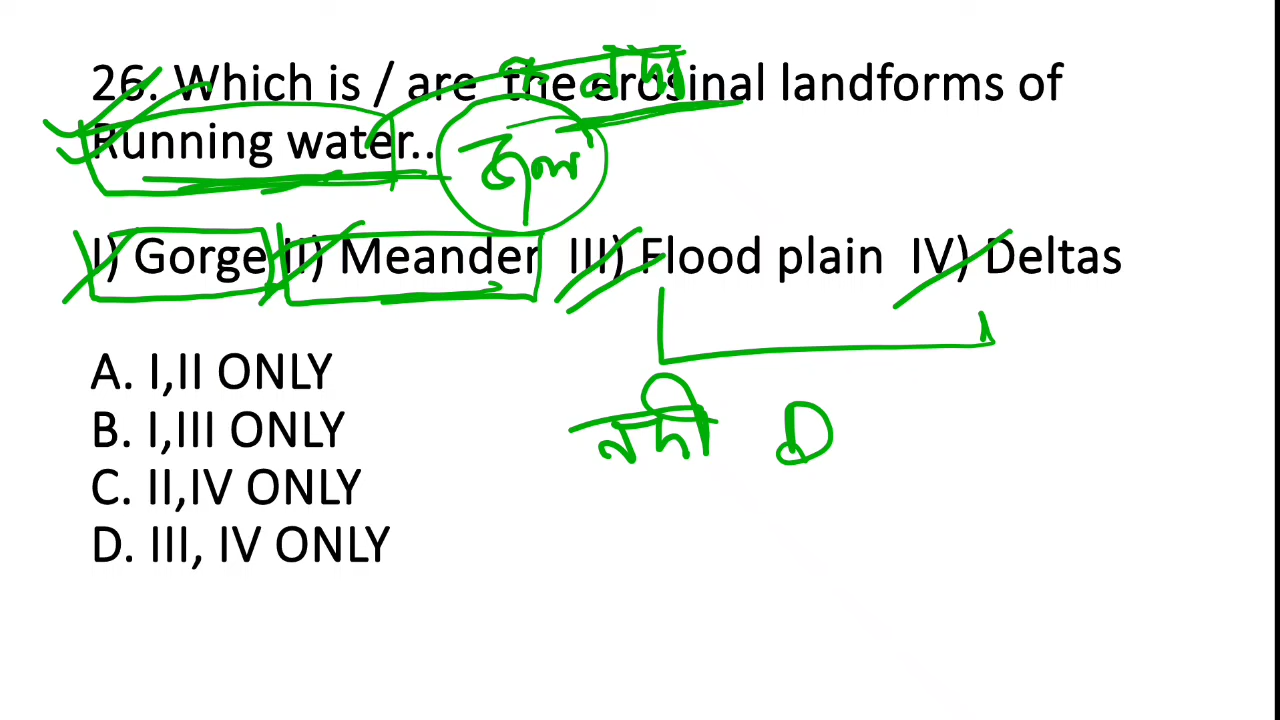 26. Which is / are the erosinal landforms of
Running water..
I) Gorge II) Meander III) Flood plain IV) Deltas
A. I,II ONLY
B. I,III ONLY
C. II,IV ONLY
D. III, IV ONLY
नदी D